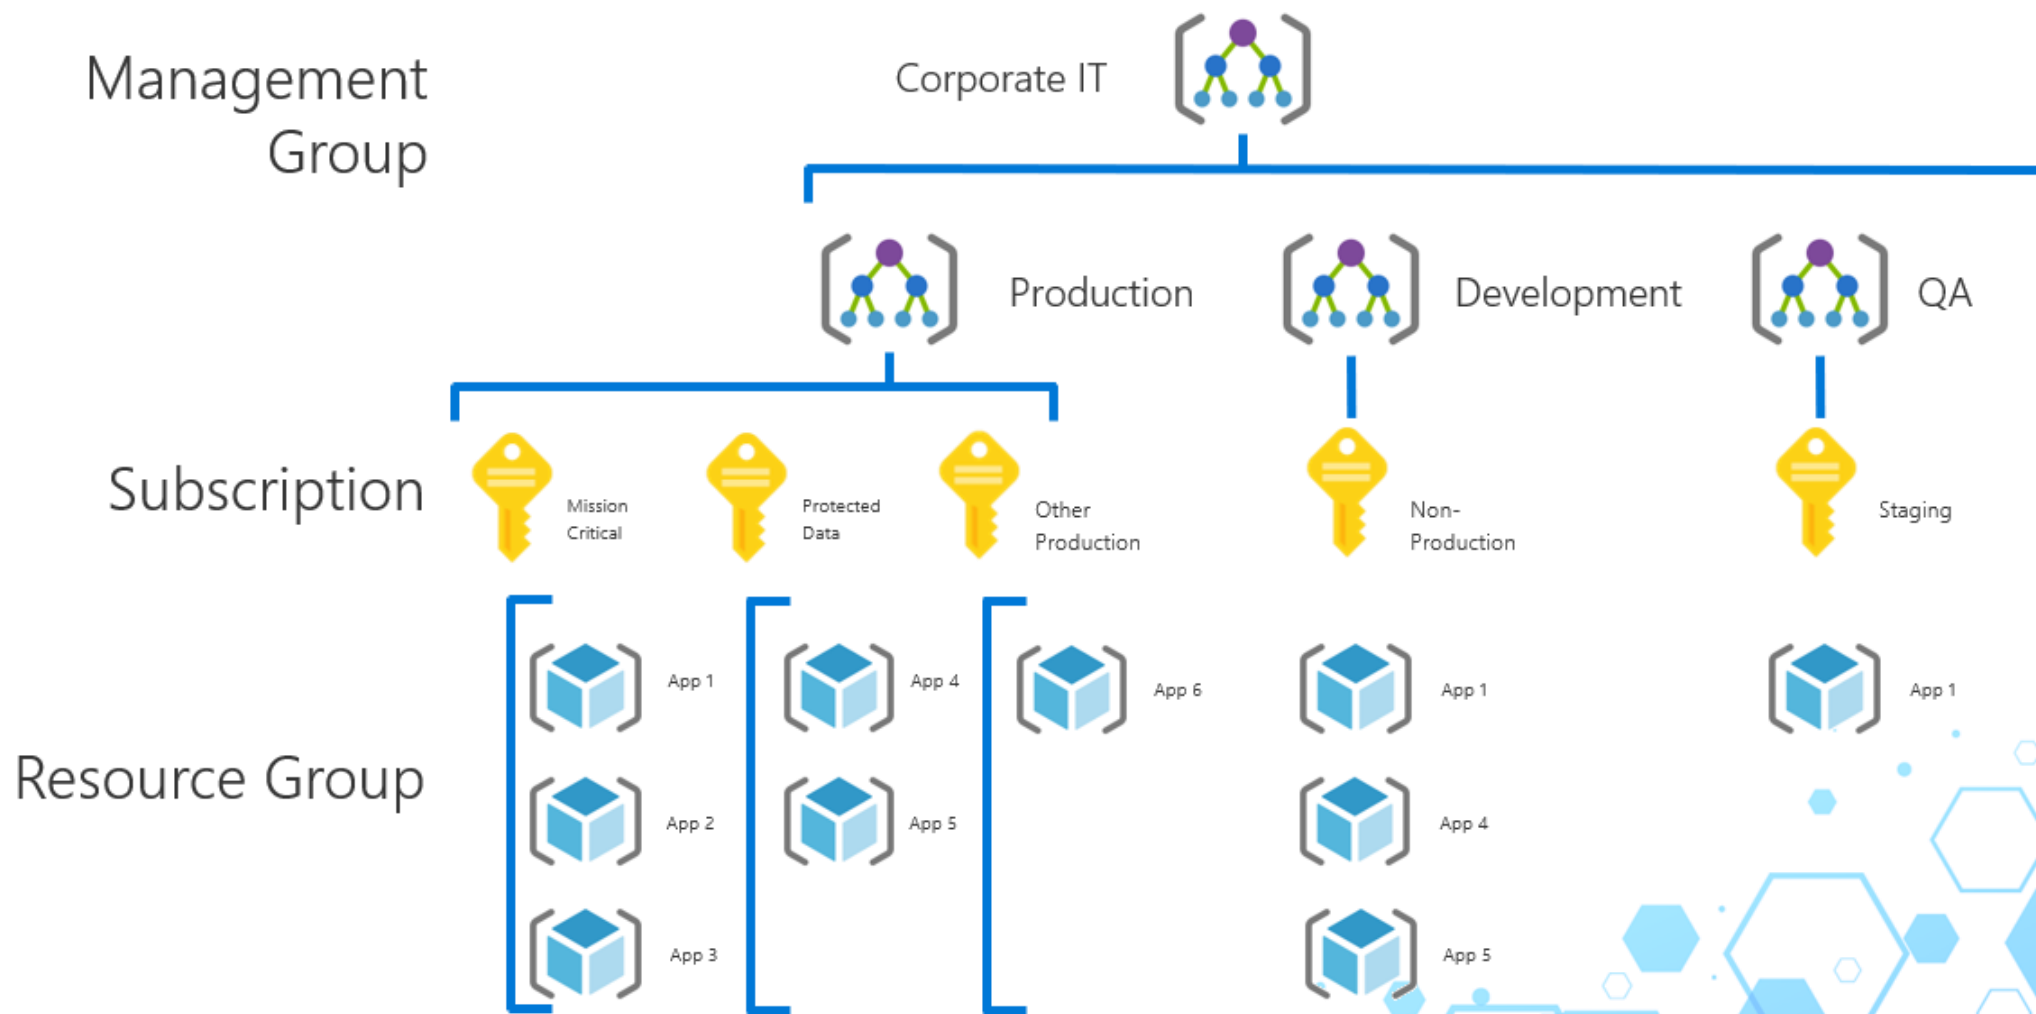 Management
Group
Corporate IT
Production
Development
QA
Subscription
Mission
Critical
Protected
Data
Other
Production
Non-
Production
Staging
Resource Group
App 1
App 4
App 6
App 1
App 1
App 2
App 5
App 4
App 3
App 5